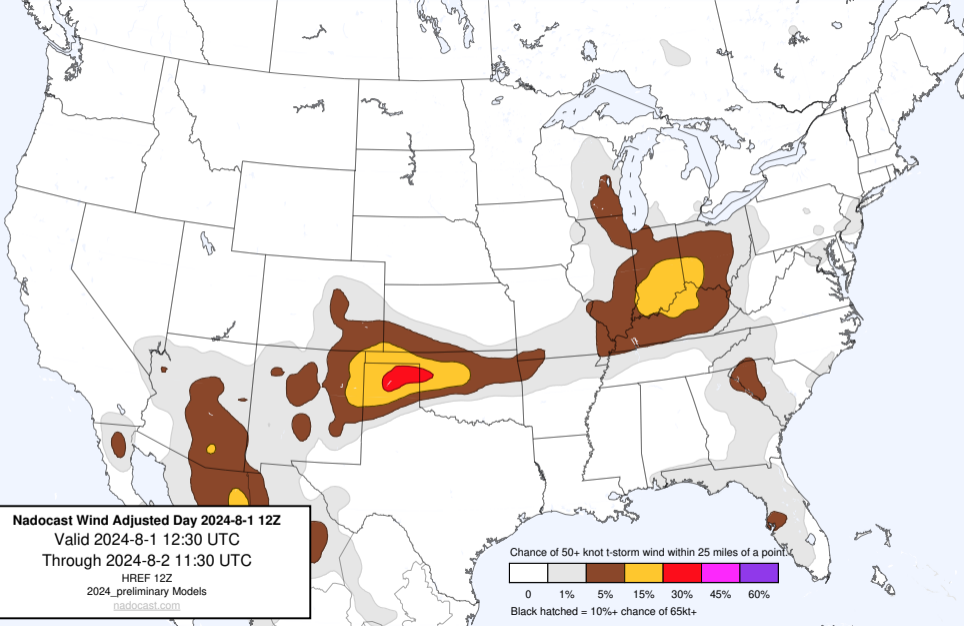 Nadocast Wind Adjusted Day 2024-8-1 12Z
Valid 2024-8-1 12:30 UTC
Through 2024-8-2 11:30 UTC
HREF 12Z
2024_preliminary Models
nadocast.com
Chance of 50+ knot t-storm wind within 25 miles of a point.
0 1% 5% 15% 30% 45% 60%
Black hatched = 10%+ chance of 65kt+